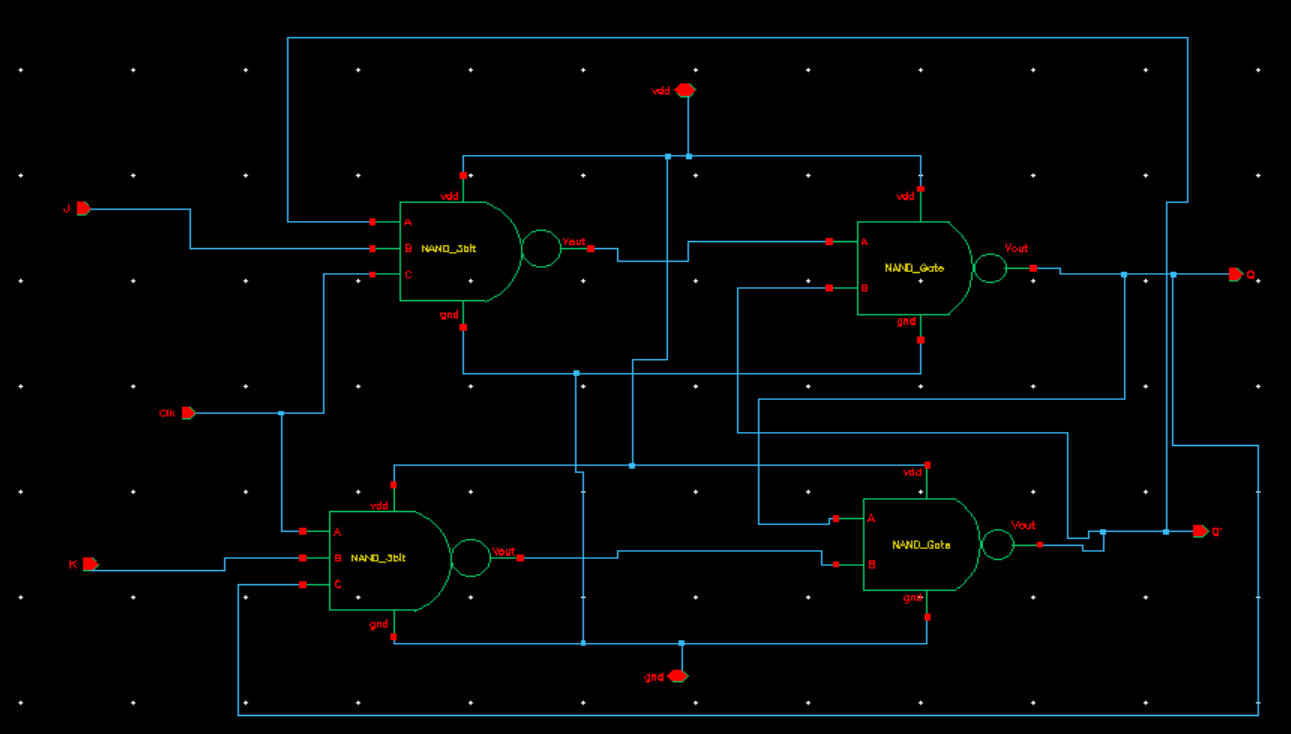 vdd
vdd
vdd
J
A
NAND_3bit
Vout
B
C
A
NAND_Gate
Vout
Q
B
gnd
gnd
Clk
vdd
vdd
A
A
Vout
Q'
K
B
NAND_3bit
Vout
NAND_Gate
B
C
gnd
gnd
gnd